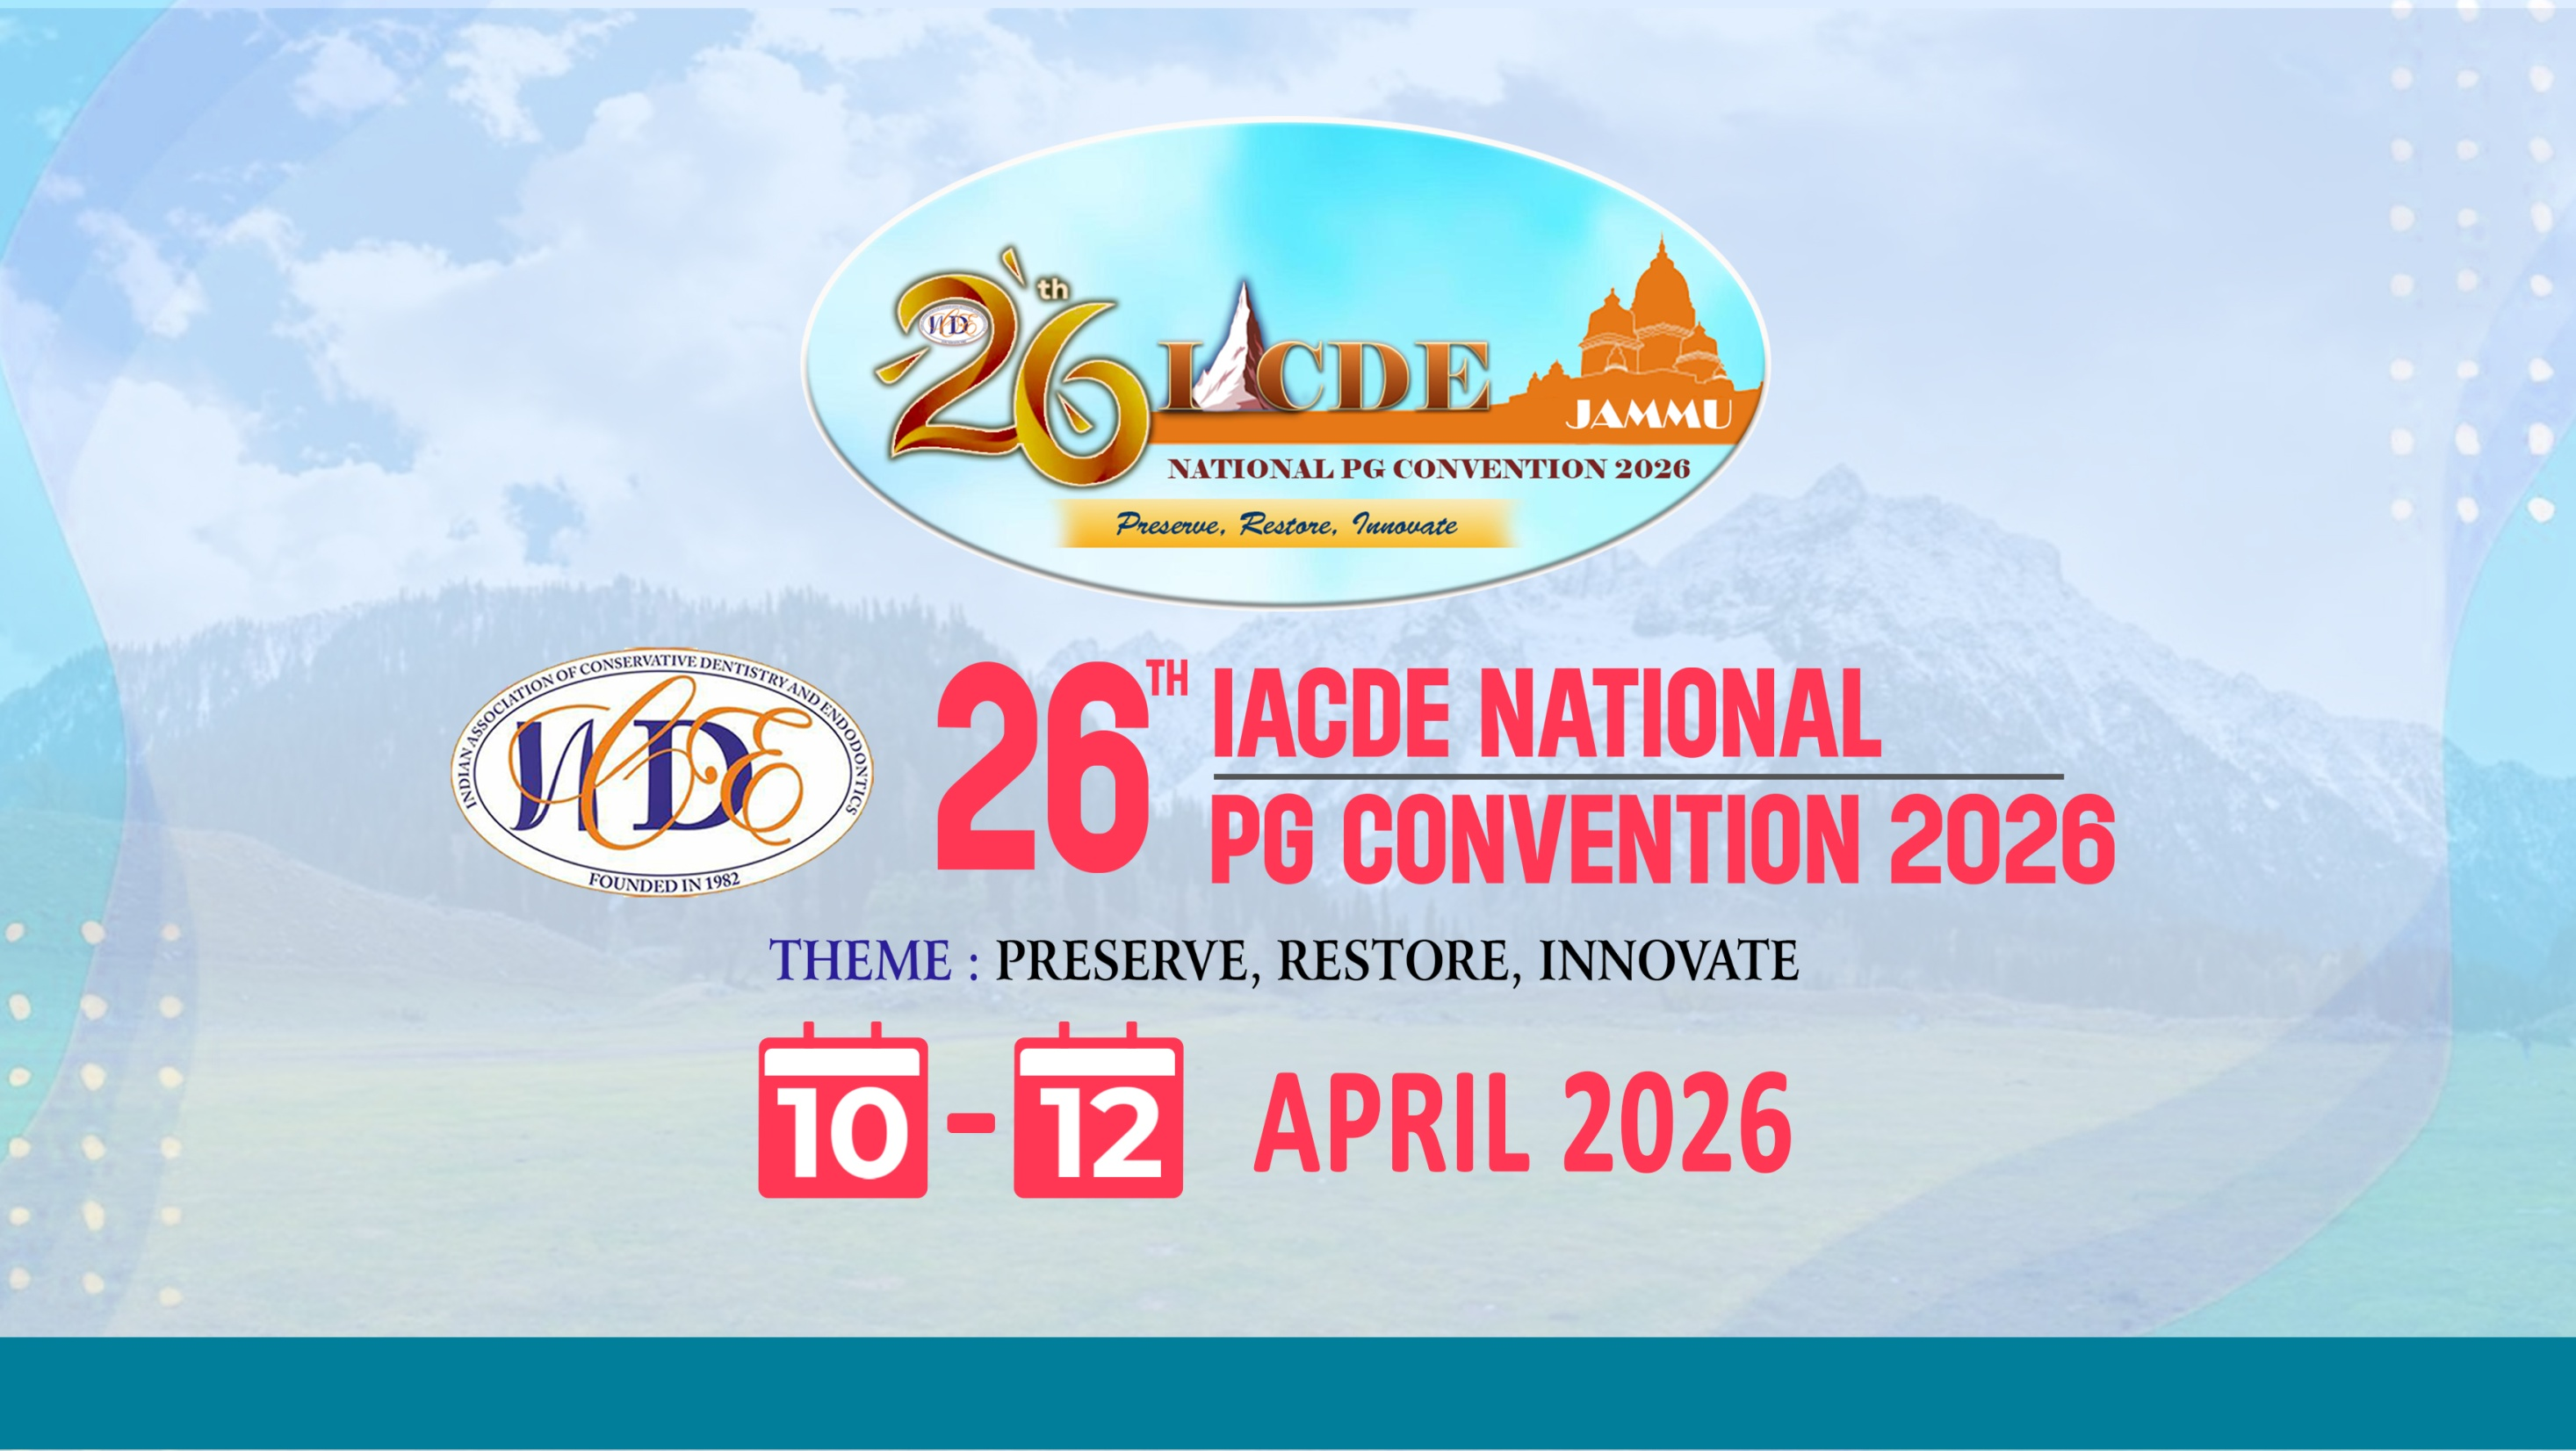 26th IACDE
JAMMU
NATIONAL PG CONVENTION 2026
Preserve, Restore, Innovate
INDIAN ASSOCIATION OF CONSERVATIVE DENTISTRY AND ENDODONTICS
IACDE
FOUNDED IN 1982
26TH IACDE NATIONAL
PG CONVENTION 2026
THEME : PRESERVE, RESTORE, INNOVATE
10 - 12 APRIL 2026